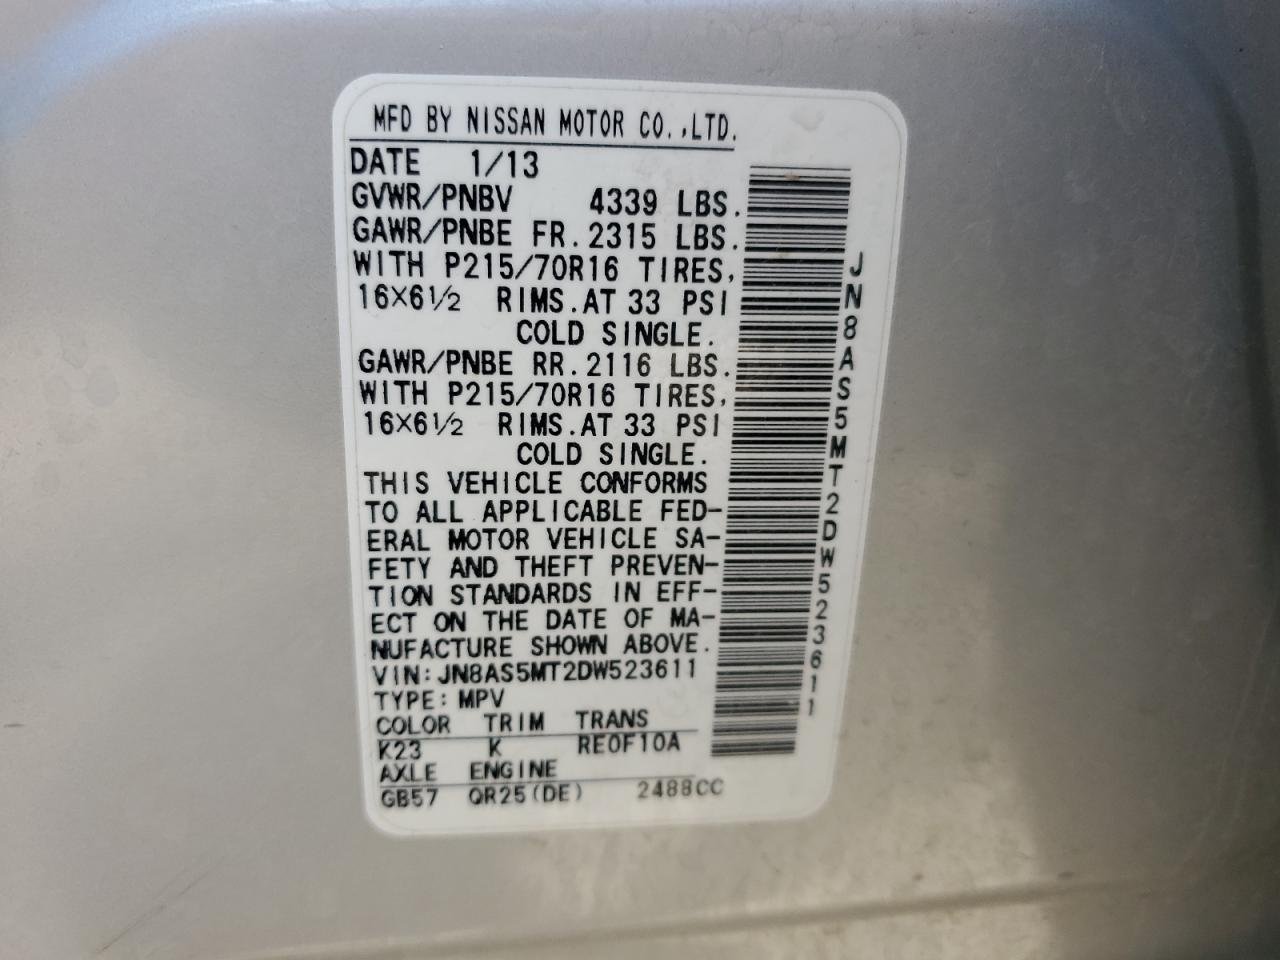 MFD BY NISSAN MOTOR CO.,LTD.
DATE 1/13
GVWR/PNBV 4339 LBS.
GAWR/PNBE FR. 2315 LBS.
WITH P215/70R16 TIRES,
16×6½ RIMS. AT 33 PSI
COLD SINGLE.
GAWR/PNBE RR. 2116 LBS.
WITH P215/70R16 TIRES,
16×6½ RIMS. AT 33 PSI
COLD SINGLE.
THIS VEHICLE CONFORMS
TO ALL APPLICABLE FED-
ERAL MOTOR VEHICLE SA-
FETY AND THEFT PREVEN-
TION STANDARDS IN EFF-
ECT ON THE DATE OF MA-
NUFACTURE SHOWN ABOVE.
VIN: JN8AS5MT2DW523611
TYPE: MPV
COLOR TRIM TRANS
K23 K RE0F10A
AXLE ENGINE
GB57 QR25(DE) 2488CC
JN8AS5MT2DW523611